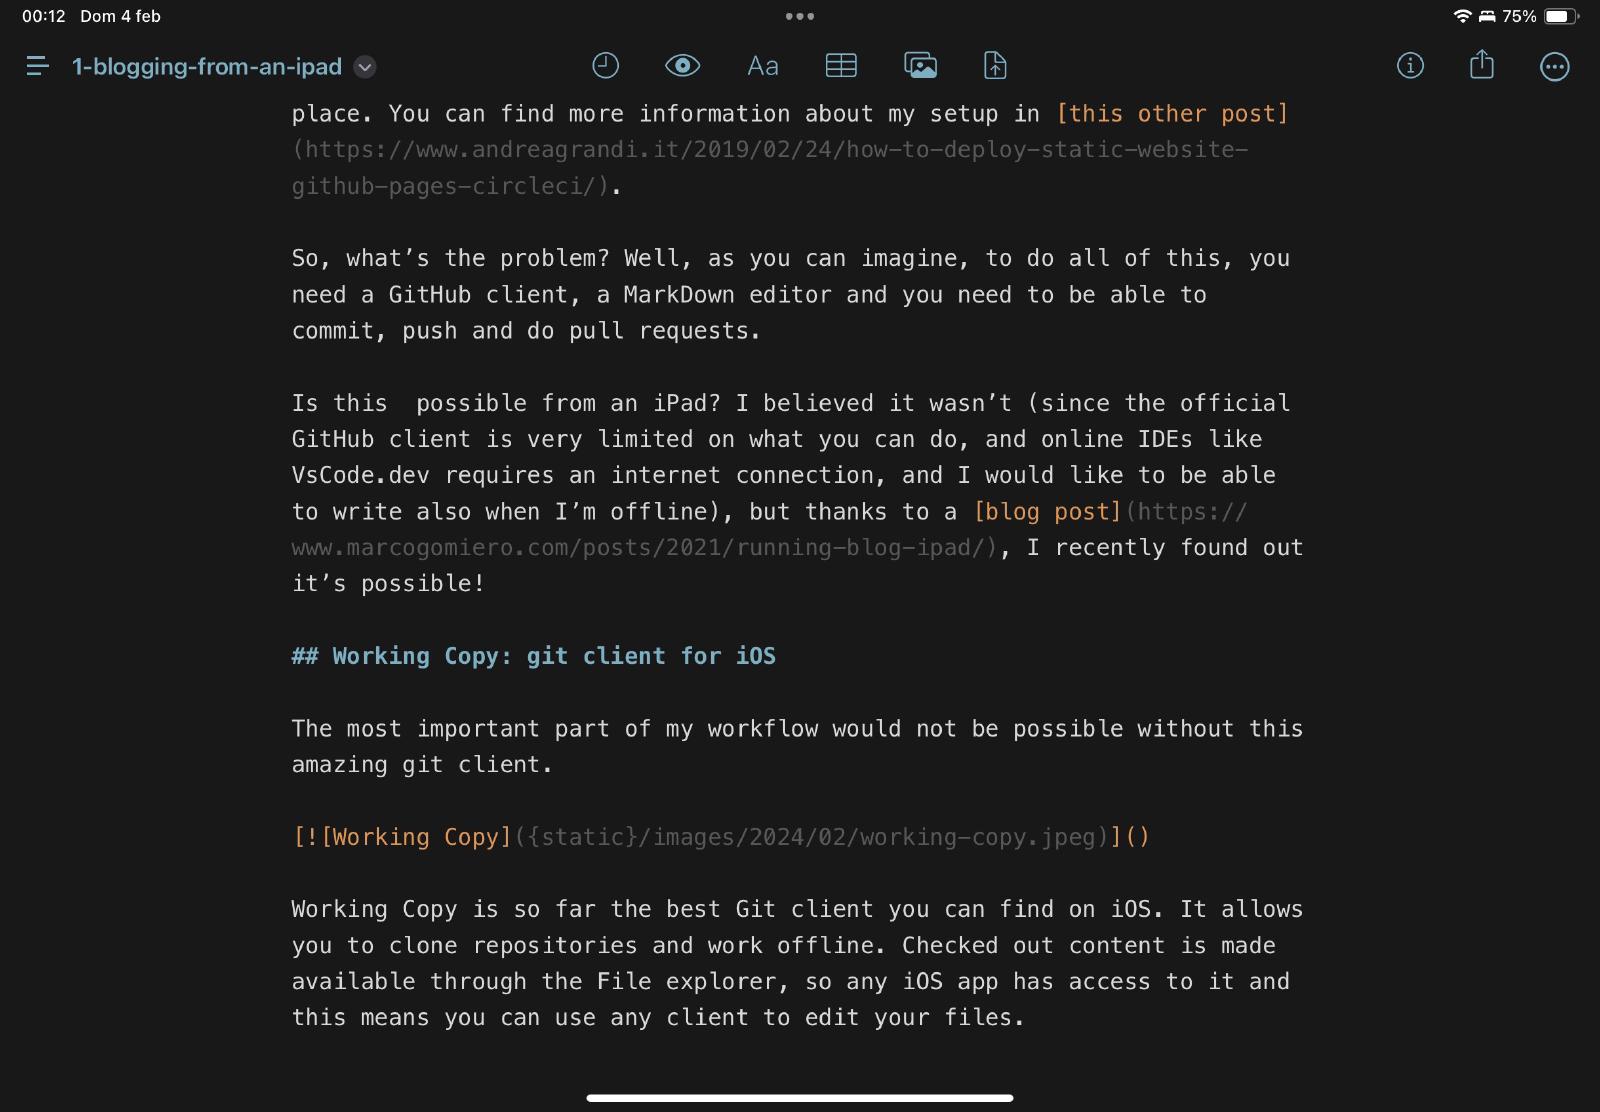 00:12 Dom 4 feb
75%
1-blogging-from-an-ipad
Aa
place. You can find more information about my setup in [this other post]
(https://www.andreagrandi.it/2019/02/24/how-to-deploy-static-website-
github-pages-circleci/).
So, what’s the problem? Well, as you can imagine, to do all of this, you
need a GitHub client, a MarkDown editor and you need to be able to
commit, push and do pull requests.
Is this  possible from an iPad? I believed it wasn’t (since the official
GitHub client is very limited on what you can do, and online IDEs like
VsCode.dev requires an internet connection, and I would like to be able
to write also when I’m offline), but thanks to a [blog post](https://
www.marcogomiero.com/posts/2021/running-blog-ipad/), I recently found out
it’s possible!
## Working Copy: git client for iOS
The most important part of my workflow would not be possible without this
amazing git client.
[![Working Copy]({static}/images/2024/02/working-copy.jpeg)]()
Working Copy is so far the best Git client you can find on iOS. It allows
you to clone repositories and work offline. Checked out content is made
available through the File explorer, so any iOS app has access to it and
this means you can use any client to edit your files.